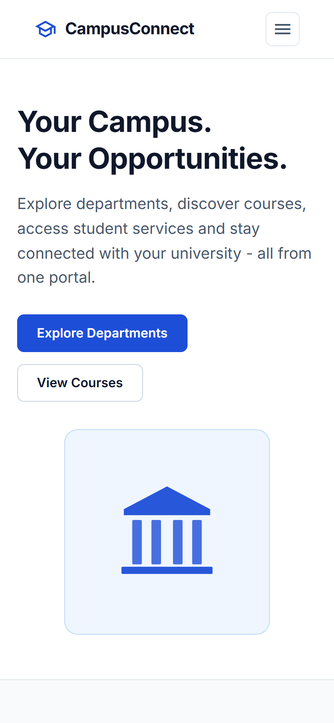 CampusConnect
Your Campus.
Your Opportunities.
Explore departments, discover courses,
access student services and stay
connected with your university - all from
one portal.
Explore Departments
View Courses